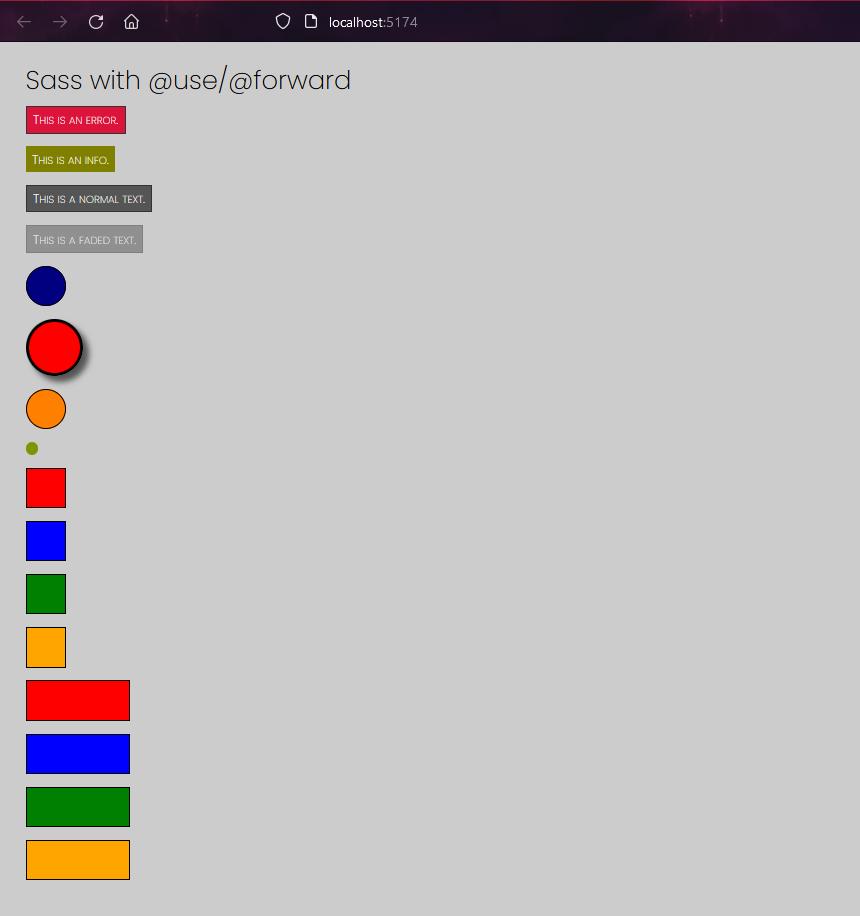 localhost:5174
Sass with @use/@forward
This is an error.
This is an info.
This is a normal text.
This is a faded text.